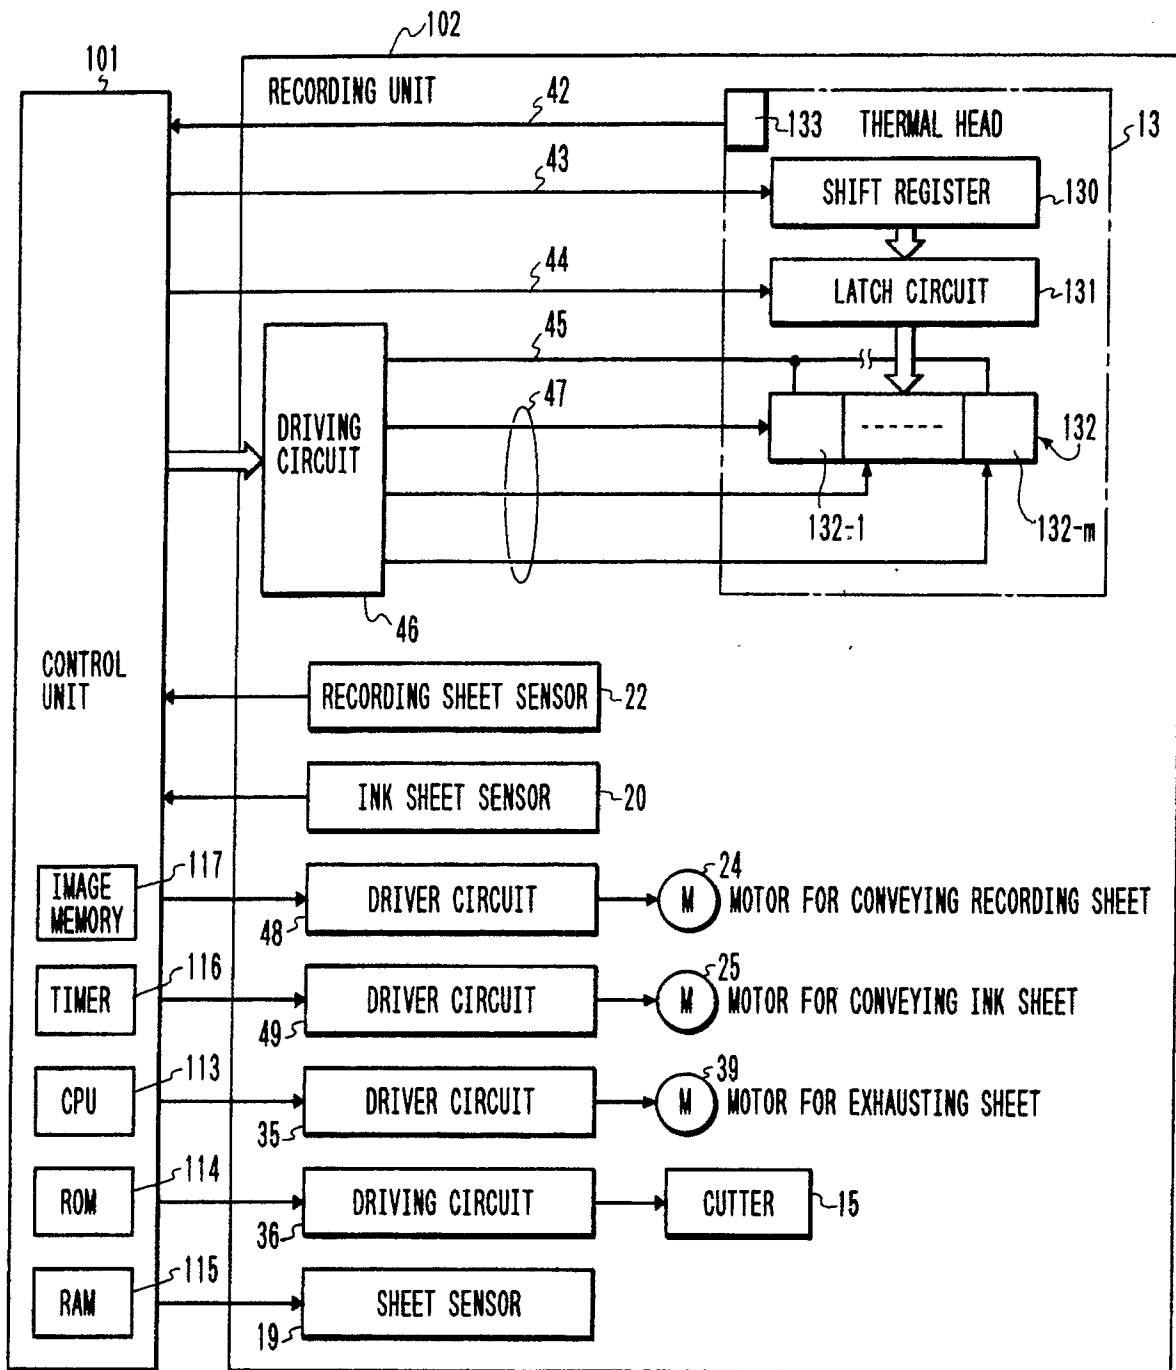 102
101
RECORDING UNIT
42
133
THERMAL HEAD
13
43
SHIFT REGISTER
130
44
LATCH CIRCUIT
131
45
47
DRIVING
CIRCUIT
------
132
132-1
132-m
46
CONTROL
UNIT
RECORDING SHEET SENSOR
22
INK SHEET SENSOR
20
IMAGE
MEMORY
117
DRIVER CIRCUIT
48
M
24
MOTOR FOR CONVEYING RECORDING SHEET
TIMER
116
DRIVER CIRCUIT
49
M
25
MOTOR FOR CONVEYING INK SHEET
CPU
113
DRIVER CIRCUIT
35
M
39
MOTOR FOR EXHAUSTING SHEET
ROM
114
DRIVING CIRCUIT
36
CUTTER
15
RAM
115
SHEET SENSOR
19